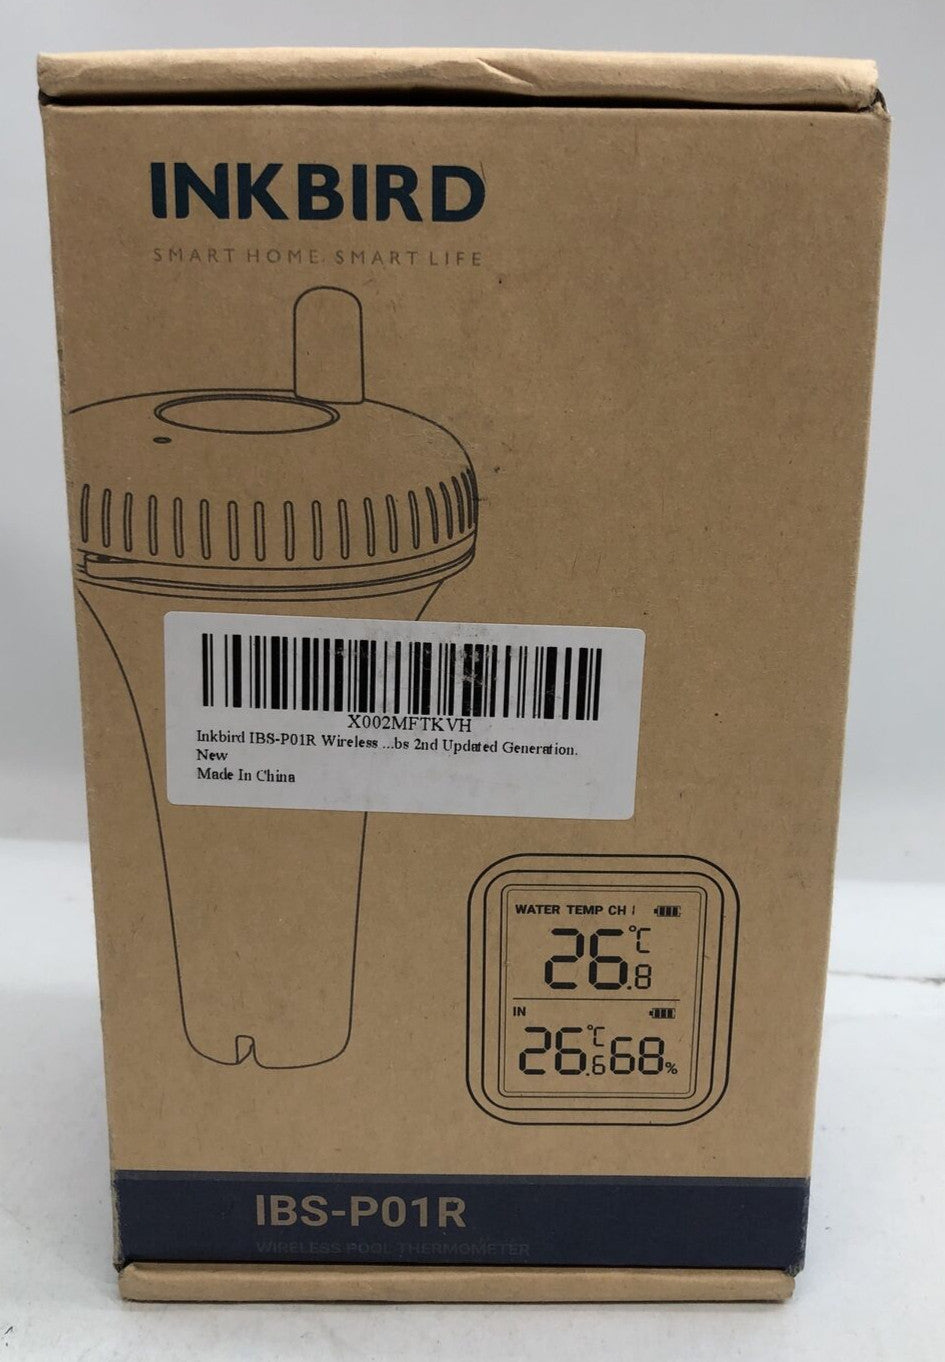 INKBIRD
SMART HOME. SMART LIFE
X002MFTKVH
Inkbird IBS-P01R Wireless ...bs 2nd Updated Generation.
New
Made In China
WATER TEMP CH 1
26.8 °C
IN
26.6 °C 68%
IBS-P01R
WIRELESS POOL THERMOMETER